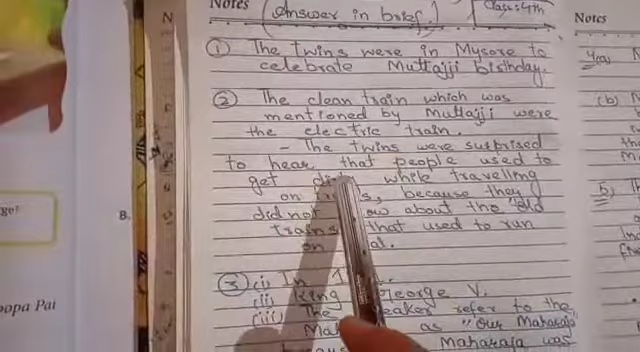 Notes
(Answer in brief.)
Class: 4th
N
① The twins were in Mysore to
celebrate Muttajji birthday.
② The clean train which was
mentioned by Muttajji were
the electric train.
- The twins were surprised
to hear that people used to
get while travelling
on because they
did not about the old
trains that used to run
on
③ (i) In
(ii) King George V.
(iii) The refer to the
as "Our Maharaja"
Maharaja was
B.
oopa Pai
Notes
4(a)
(b)
5)